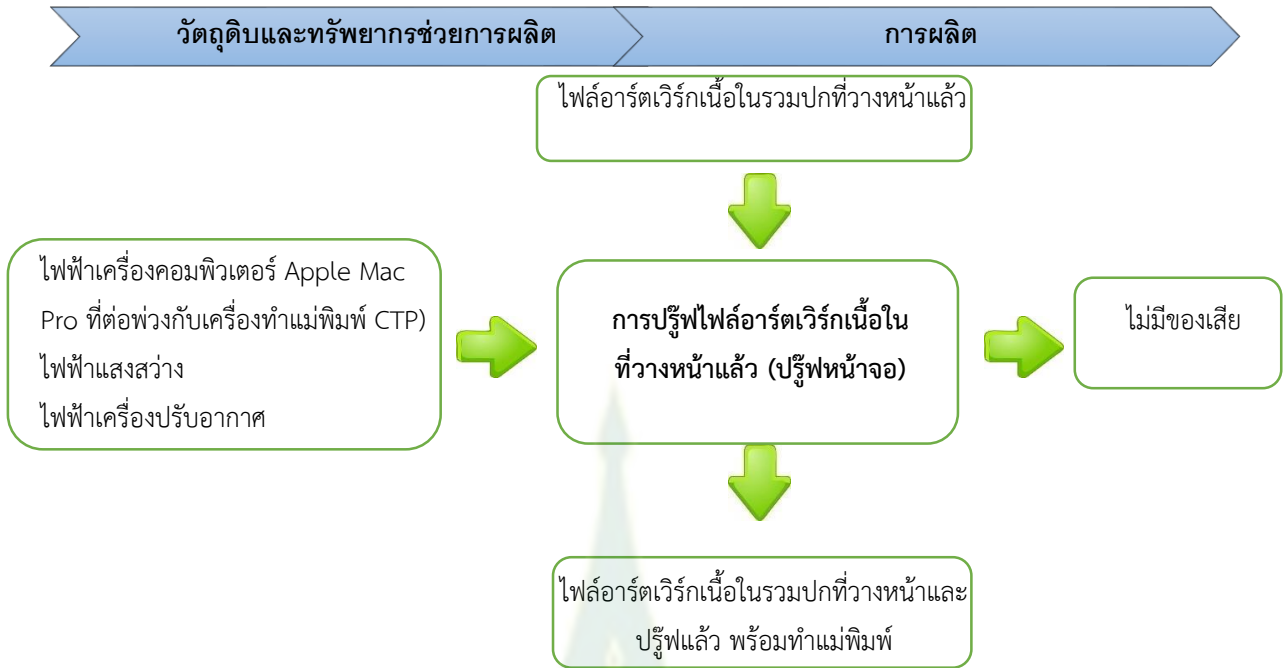 วัตถุดิบและทรัพยากรช่วยการผลิต
การผลิต
ไฟล์อาร์ตเวิร์กเนื้อในรวมปกที่วางหน้าแล้ว
ไฟฟ้าเครื่องคอมพิวเตอร์ Apple Mac
Pro ที่ต่อพ่วงกับเครื่องทำแม่พิมพ์ CTP)
ไฟฟ้าแสงสว่าง
ไฟฟ้าเครื่องปรับอากาศ
การปรู๊ฟไฟล์อาร์ตเวิร์กเนื้อใน
ที่วางหน้าแล้ว (ปรู๊ฟหน้าจอ)
ไม่มีของเสีย
ไฟล์อาร์ตเวิร์กเนื้อในรวมปกที่วางหน้าและ
ปรู๊ฟแล้ว พร้อมทำแม่พิมพ์